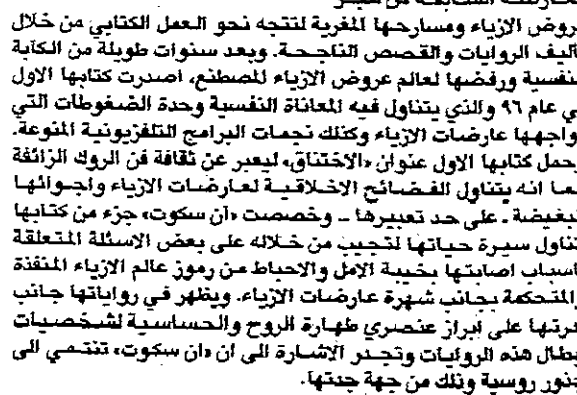 عروض الازياء ومسارحها المغرية لتتجه نحو العمل الكتابي من خلال
تأليف الروايات والقصص الناجحة. وبعد سنوات طويلة من الكآبة
النفسية ورفضها لعالم عروض الازياء المصطنع، اصدرت كتابها الاول
في عام ٩٦ والذي يتناول فيه المعاناة النفسية وحدة الضغوطات التي
تواجهها عارضات الازياء وكذلك نجمات البرامج التلفزيونية المنوعة.
يحمل كتابها الاول عنوان «الاختناق» ليعبر عن ثقافة فن الروك الزائفة
كما انه يتناول الفضائح الاخلاقية لعارضات الازياء واجوائها
البغيضة ـ على حد تعبيرها ـ وخصصت «آن سكوت» جزء من كتابها
يتناول سيرة حياتها لتجيب من خلاله على بعض الاسئلة المتعلقة
باسباب اصابتها بخيبة الامل والاحباط من رموز عالم الازياء المنفذة
والمتحكمة بجانب شهرة عارضات الازياء. ويظهر في رواياتها جانب
قدرتها على ابراز عنصري طهارة الروح والحساسية لشخصيات
ابطال هذه الروايات وتجدر الاشارة الى ان «ان سكوت» تنتمي الى
جذور روسية وذلك من جهة جدتها.